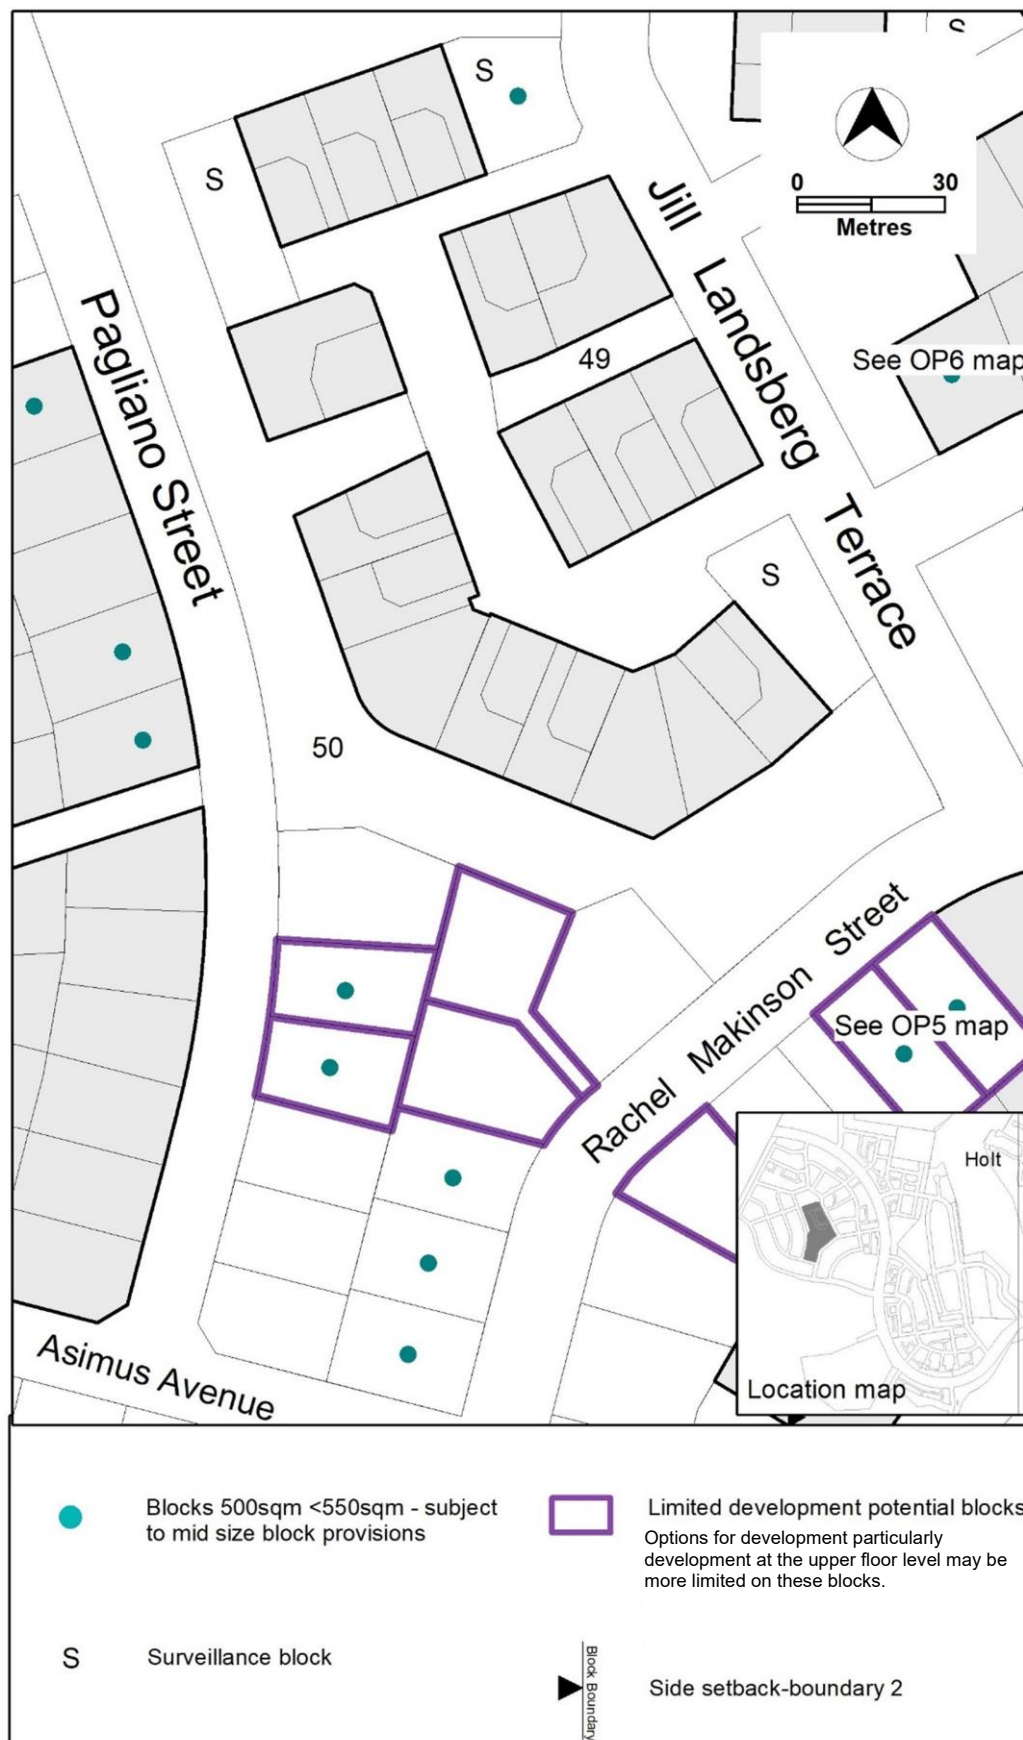 S
S
S
0 30
Metres
Jill Landsberg Terrace
Pagliano Street
49
See OP6 map
S
50
Rachel Makinson Street
See OP5 map
Holt
Location map
Asimus Avenue
Blocks 500sqm <550sqm - subject
to mid size block provisions
Limited development potential blocks
Options for development particularly
development at the upper floor level may be
more limited on these blocks.
S
Surveillance block
Block Boundary
Side setback-boundary 2